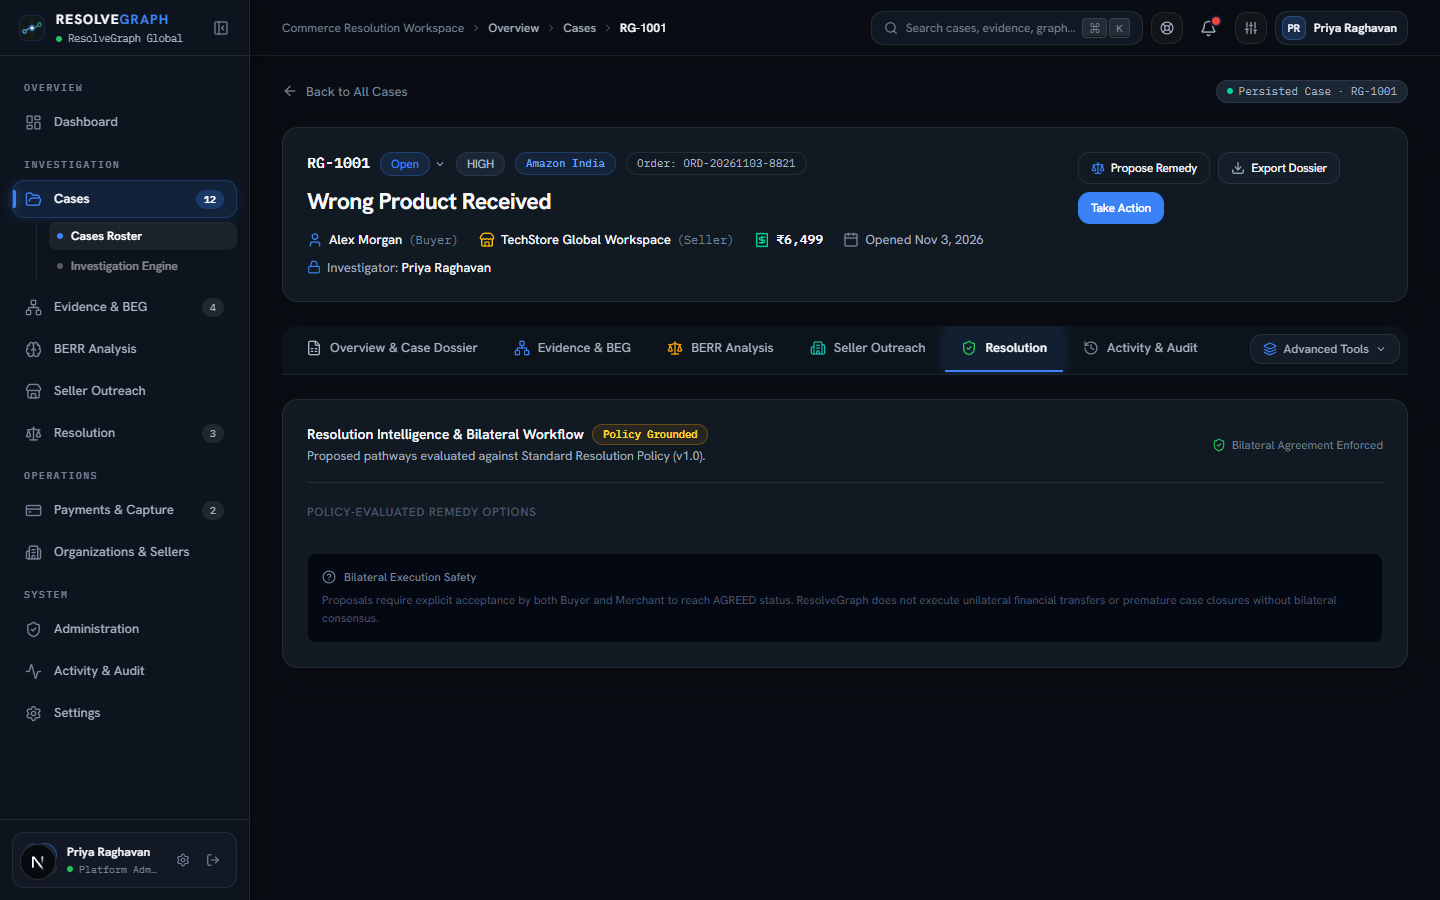 RESOLVEGRAPH
ResolveGraph Global
Commerce Resolution Workspace > Overview > Cases > RG-1001
Search cases, evidence, graph... ⌘ K
PR Priya Raghavan
OVERVIEW
Dashboard
INVESTIGATION
Cases 12
Cases Roster
Investigation Engine
Evidence & BEG 4
BERR Analysis
Seller Outreach
Resolution 3
OPERATIONS
Payments & Capture 2
Organizations & Sellers
SYSTEM
Administration
Activity & Audit
Settings
N
Priya Raghavan
Platform Adm…
Back to All Cases
Persisted Case · RG-1001
RG-1001 Open HIGH Amazon India Order: ORD-20261103-8821
Wrong Product Received
Alex Morgan (Buyer) TechStore Global Workspace (Seller) ₹6,499 Opened Nov 3, 2026
Investigator: Priya Raghavan
Propose Remedy Export Dossier
Take Action
Overview & Case Dossier Evidence & BEG BERR Analysis Seller Outreach Resolution Activity & Audit Advanced Tools
Resolution Intelligence & Bilateral Workflow Policy Grounded
Proposed pathways evaluated against Standard Resolution Policy (v1.0).
Bilateral Agreement Enforced
POLICY-EVALUATED REMEDY OPTIONS
Bilateral Execution Safety
Proposals require explicit acceptance by both Buyer and Merchant to reach AGREED status. ResolveGraph does not execute unilateral financial transfers or premature case closures without bilateral
consensus.